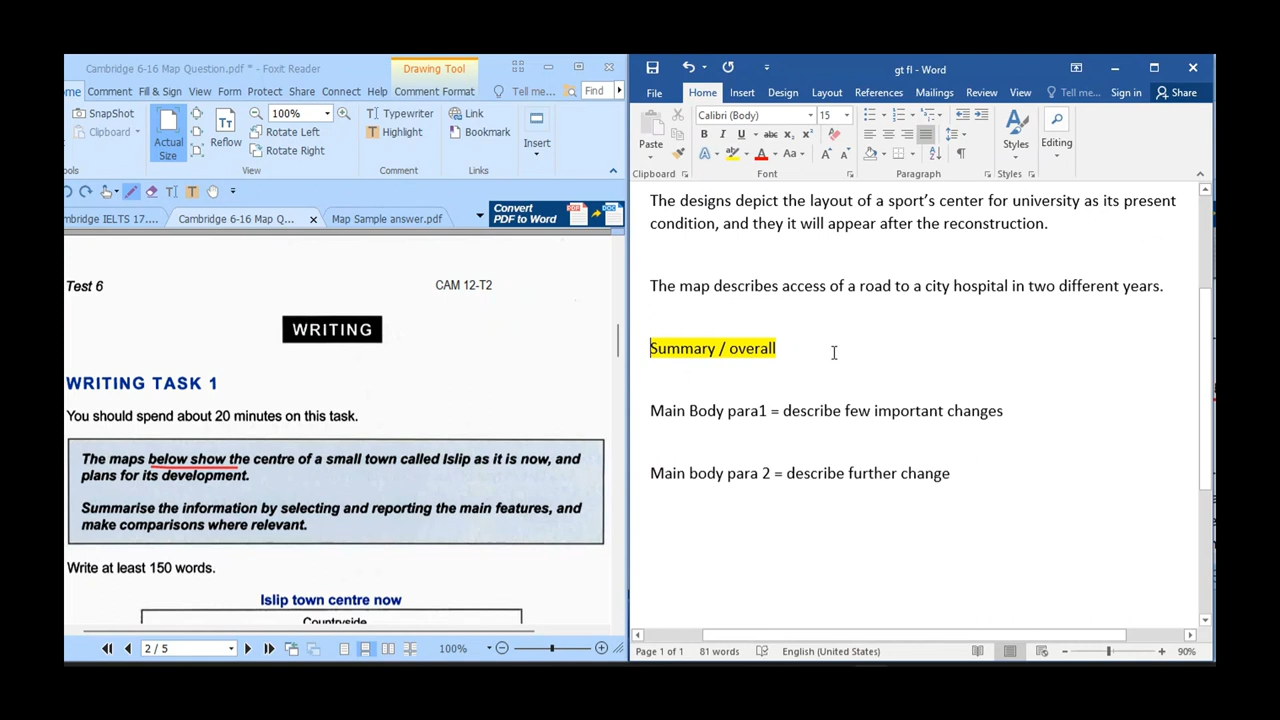 Cambridge 6-16 Map Question.pdf * - Foxit Reader
Drawing Tool
ome Comment Fill & Sign View Form Protect Share Connect Help Comment Format Tell me... Find
SnapShot
Clipboard
ools
Actual Size
Reflow
100%
Rotate Left
Rotate Right
View
Typewriter
Highlight
Comment
Link
Bookmark
Links
Insert
mbridge IELTS 17....
Cambridge 6-16 Map Q...
Map Sample answer.pdf
Convert
PDF to Word
Test 6
CAM 12-T2
WRITING
WRITING TASK 1
You should spend about 20 minutes on this task.
The maps below show the centre of a small town called Islip as it is now, and
plans for its development.
Summarise the information by selecting and reporting the main features, and
make comparisons where relevant.
Write at least 150 words.
Islip town centre now
Countryside
2 / 5
100%
gt fl - Word
File Home Insert Design Layout References Mailings Review View Tell me... Sign in Share
Paste
Clipboard
Calibri (Body) 15
Font
Paragraph
Styles
Styles
Editing
The designs depict the layout of a sport’s center for university as its present
condition, and they it will appear after the reconstruction.
The map describes access of a road to a city hospital in two different years.
Summary / overall
Main Body para1 = describe few important changes
Main body para 2 = describe further change
Page 1 of 1 81 words English (United States) 90%